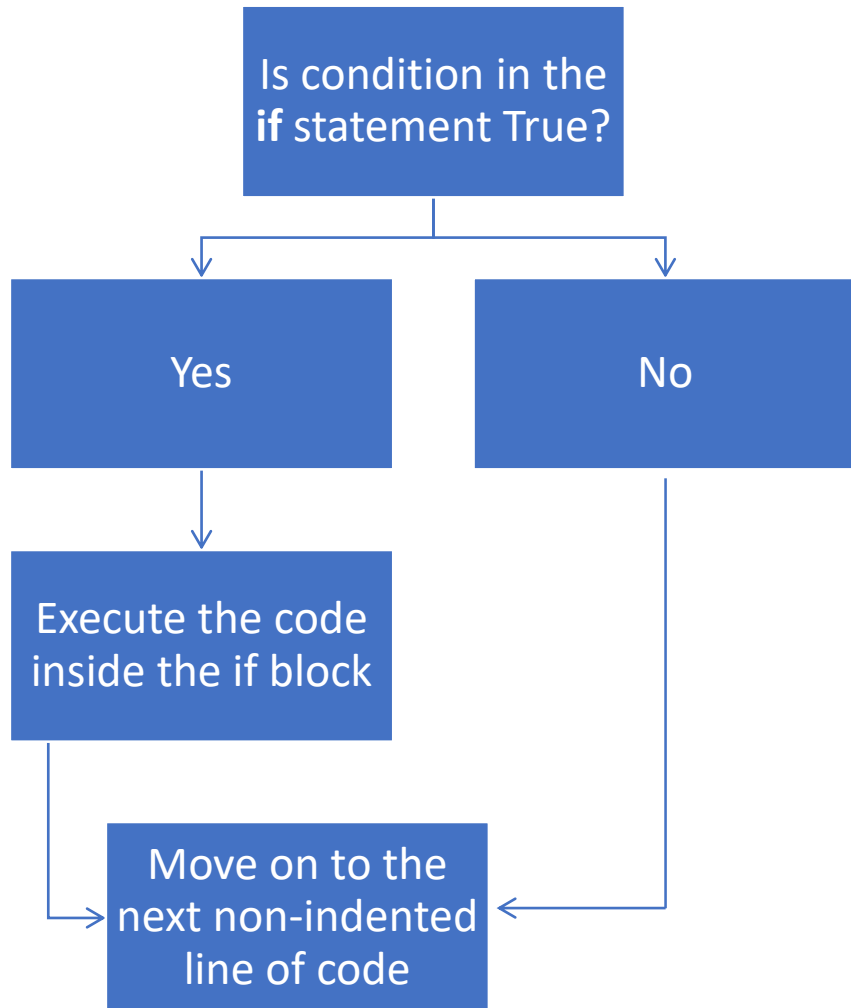 Is condition in the
if statement True?
Yes
No
Execute the code
inside the if block
Move on to the
next non-indented
line of code